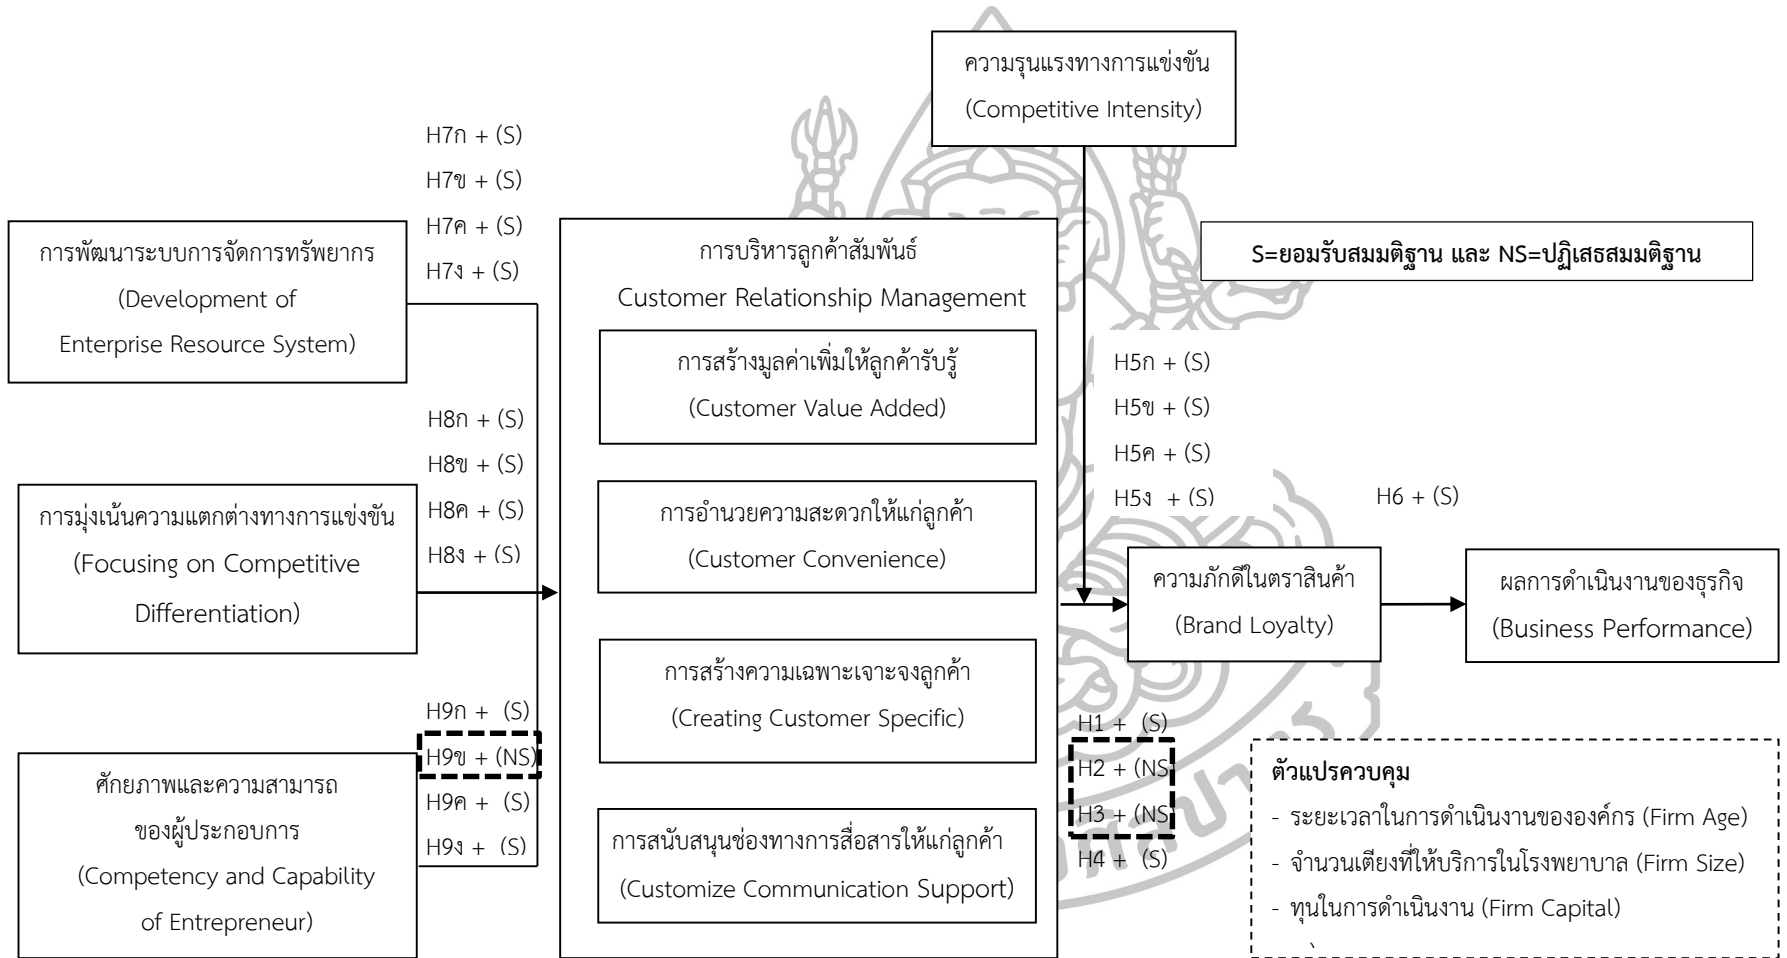 ความรุนแรงทางการแข่งขัน
(Competitive Intensity)
H7ก + (S)
H7ข + (S)
H7ค + (S)
H7ง + (S)
การพัฒนาระบบการจัดการทรัพยากร
(Development of
Enterprise Resource System)
H8ก + (S)
H8ข + (S)
H8ค + (S)
H8ง + (S)
การมุ่งเน้นความแตกต่างทางการแข่งขัน
(Focusing on Competitive
Differentiation)
H9ก + (S)
H9ข + (NS)
H9ค + (S)
H9ง + (S)
ศักยภาพและความสามารถ
ของผู้ประกอบการ
(Competency and Capability
of Entrepreneur)
การบริหารลูกค้าสัมพันธ์
Customer Relationship Management
การสร้างมูลค่าเพิ่มให้ลูกค้ารับรู้
(Customer Value Added)
การอำนวยความสะดวกให้แก่ลูกค้า
(Customer Convenience)
การสร้างความเฉพาะเจาะจงลูกค้า
(Creating Customer Specific)
การสนับสนุนช่องทางการสื่อสารให้แก่ลูกค้า
(Customize Communication Support)
S=ยอมรับสมมติฐาน และ NS=ปฏิเสธสมมติฐาน
H5ก + (S)
H5ข + (S)
H5ค + (S)
H5ง + (S)
H6 + (S)
ความภักดีในตราสินค้า
(Brand Loyalty)
ผลการดำเนินงานของธุรกิจ
(Business Performance)
H1 + (S)
H2 + (NS
H3 + (NS)
H4 + (S)
ตัวแปรควบคุม
- ระยะเวลาในการดำเนินงานขององค์กร (Firm Age)
- จำนวนเตียงที่ให้บริการในโรงพยาบาล (Firm Size)
- ทุนในการดำเนินงาน (Firm Capital)